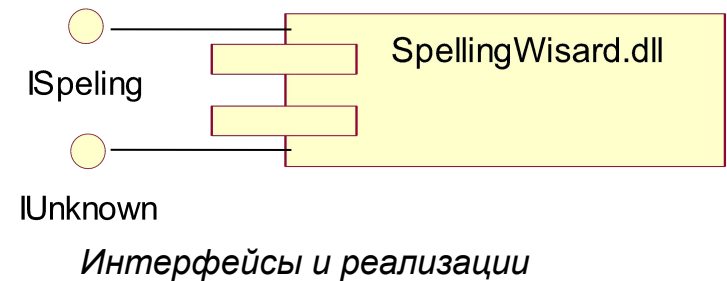 SpellingWisard.dll
ISpeling
IUnknown
Интерфейсы и реализации